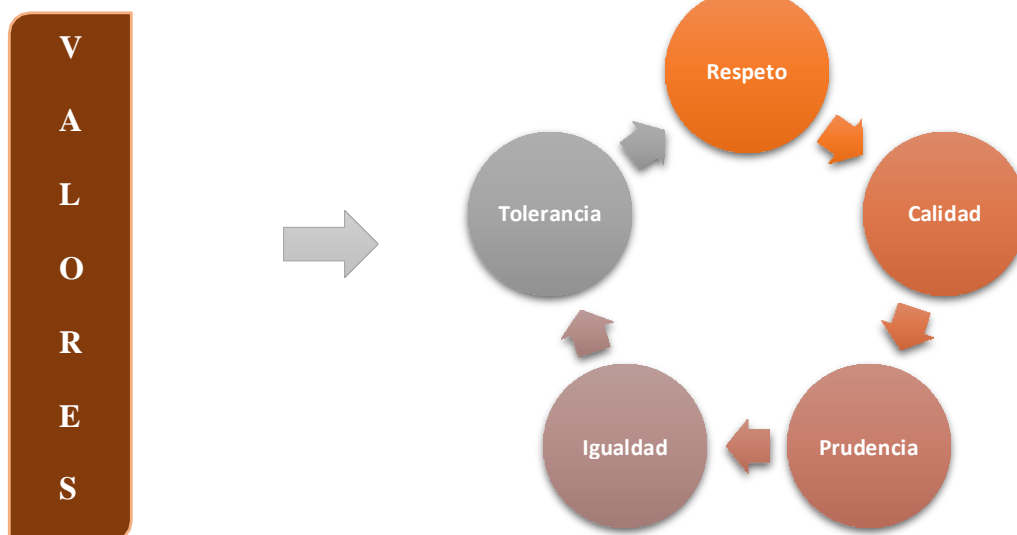 V
A
L
O
R
E
S
Respeto
Calidad
Prudencia
Igualdad
Tolerancia